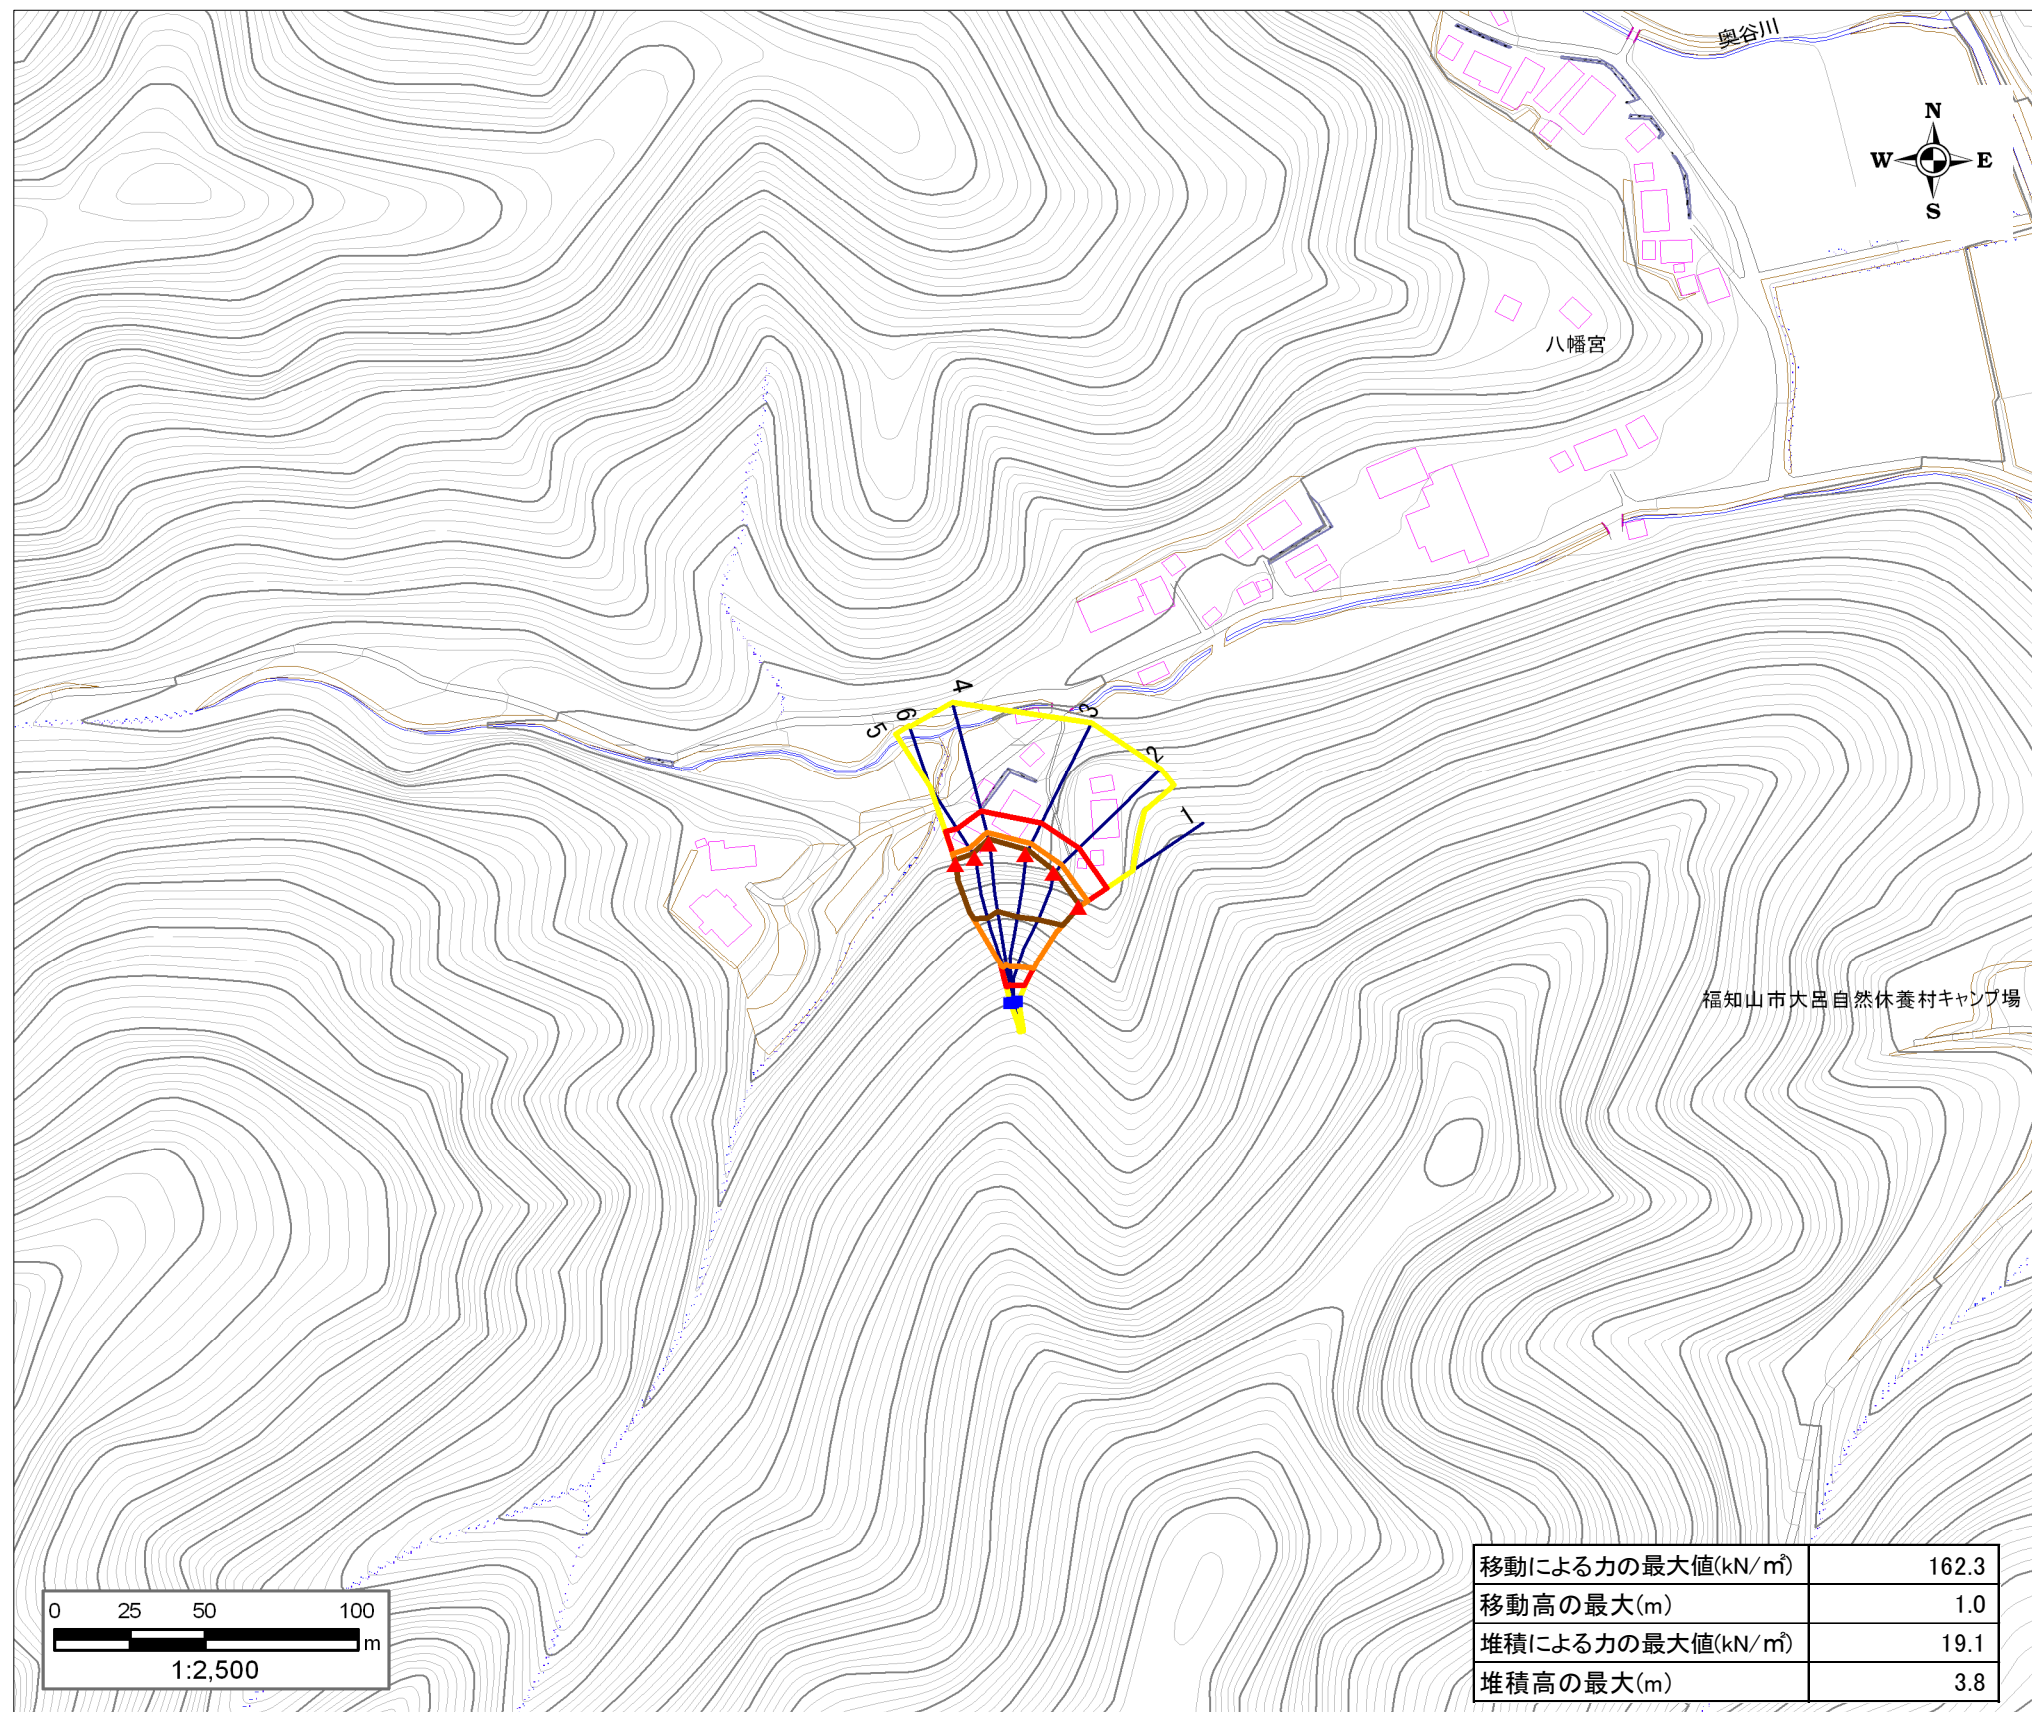 奥谷川
N
W E
S
八幡宮
4
6
5
3
2
1
福知山市大呂自然休養村キャンプ場
移動による力の最大値(kN/㎡) 162.3
移動高の最大(m) 1.0
堆積による力の最大値(kN/㎡) 19.1
堆積高の最大(m) 3.8
0 25 50 100
m
1:2,500